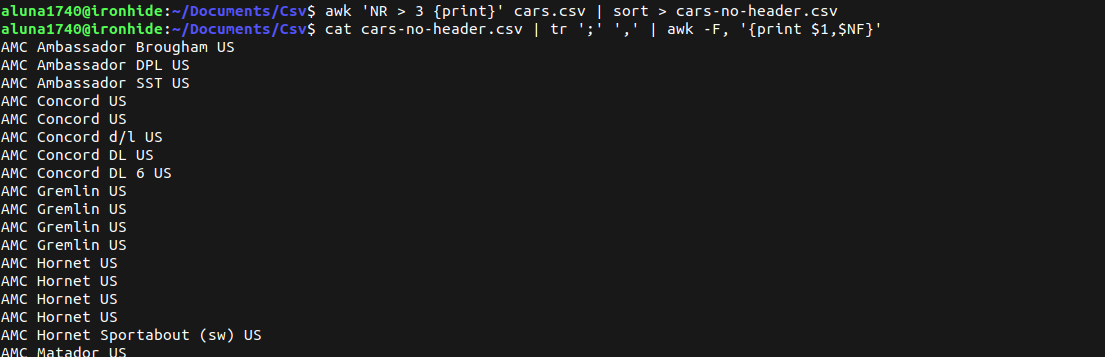 aluna1740@ironhide:~/Documents/Csv$ awk 'NR > 3 {print}' cars.csv | sort > cars-no-header.csv
aluna1740@ironhide:~/Documents/Csv$ cat cars-no-header.csv | tr ';' ',' | awk -F, '{print $1,$NF}'
AMC Ambassador Brougham US
AMC Ambassador DPL US
AMC Ambassador SST US
AMC Concord US
AMC Concord US
AMC Concord d/l US
AMC Concord DL US
AMC Concord DL 6 US
AMC Gremlin US
AMC Gremlin US
AMC Gremlin US
AMC Gremlin US
AMC Hornet US
AMC Hornet US
AMC Hornet US
AMC Hornet US
AMC Hornet Sportabout (sw) US
AMC Matador US